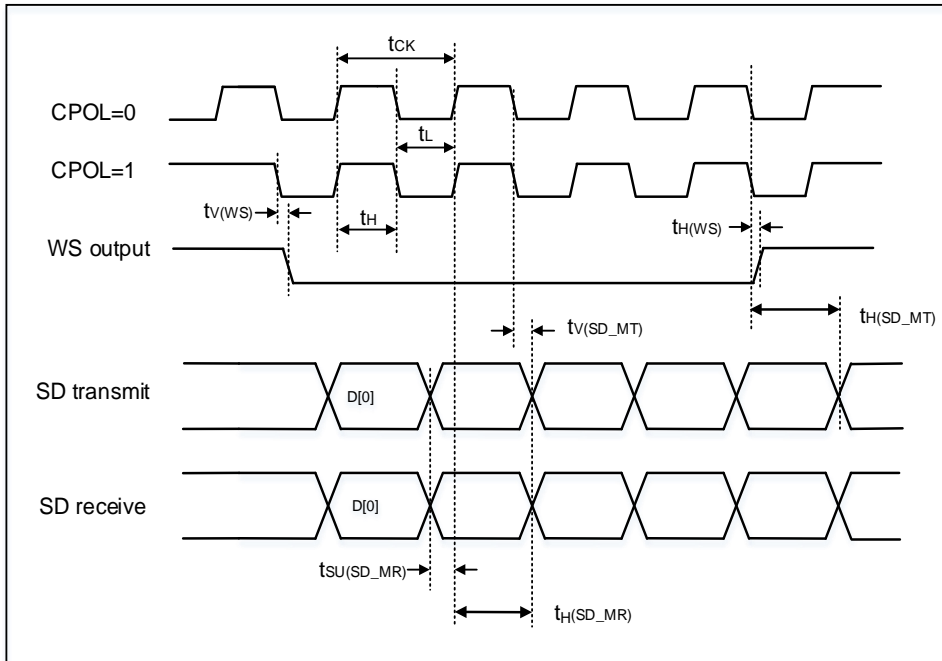 tCK
CPOL=0
tL
CPOL=1
tV(WS)
tH
tH(WS)
WS output
tV(SD_MT)
tH(SD_MT)
SD transmit
D[0]
SD receive
D[0]
tSU(SD_MR)
tH(SD_MR)